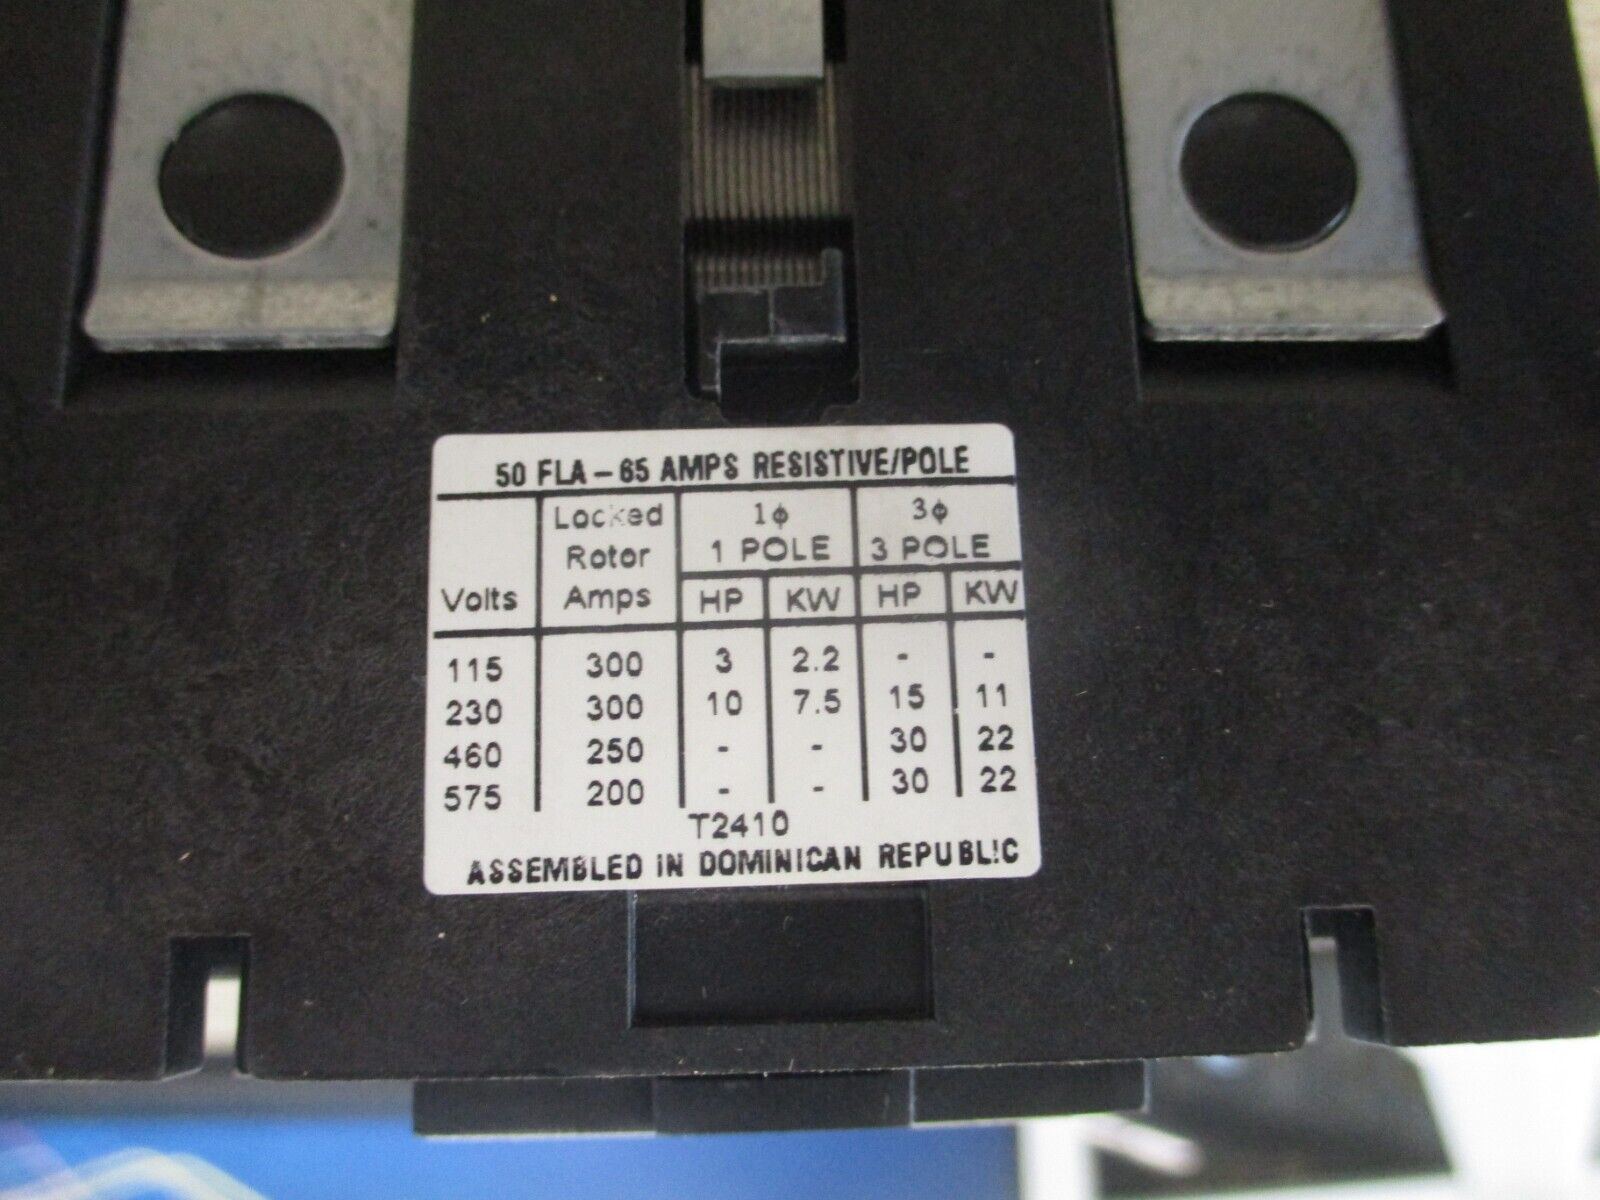 50 FLA - 65 AMPS RESISTIVE/POLE
Volts Locked Rotor Amps 1ϕ 1 POLE 3ϕ 3 POLE
HP KW HP KW
115 300 3 2.2 - -
230 300 10 7.5 15 11
460 250 - - 30 22
575 200 - - 30 22
T2410
ASSEMBLED IN DOMINICAN REPUBLIC